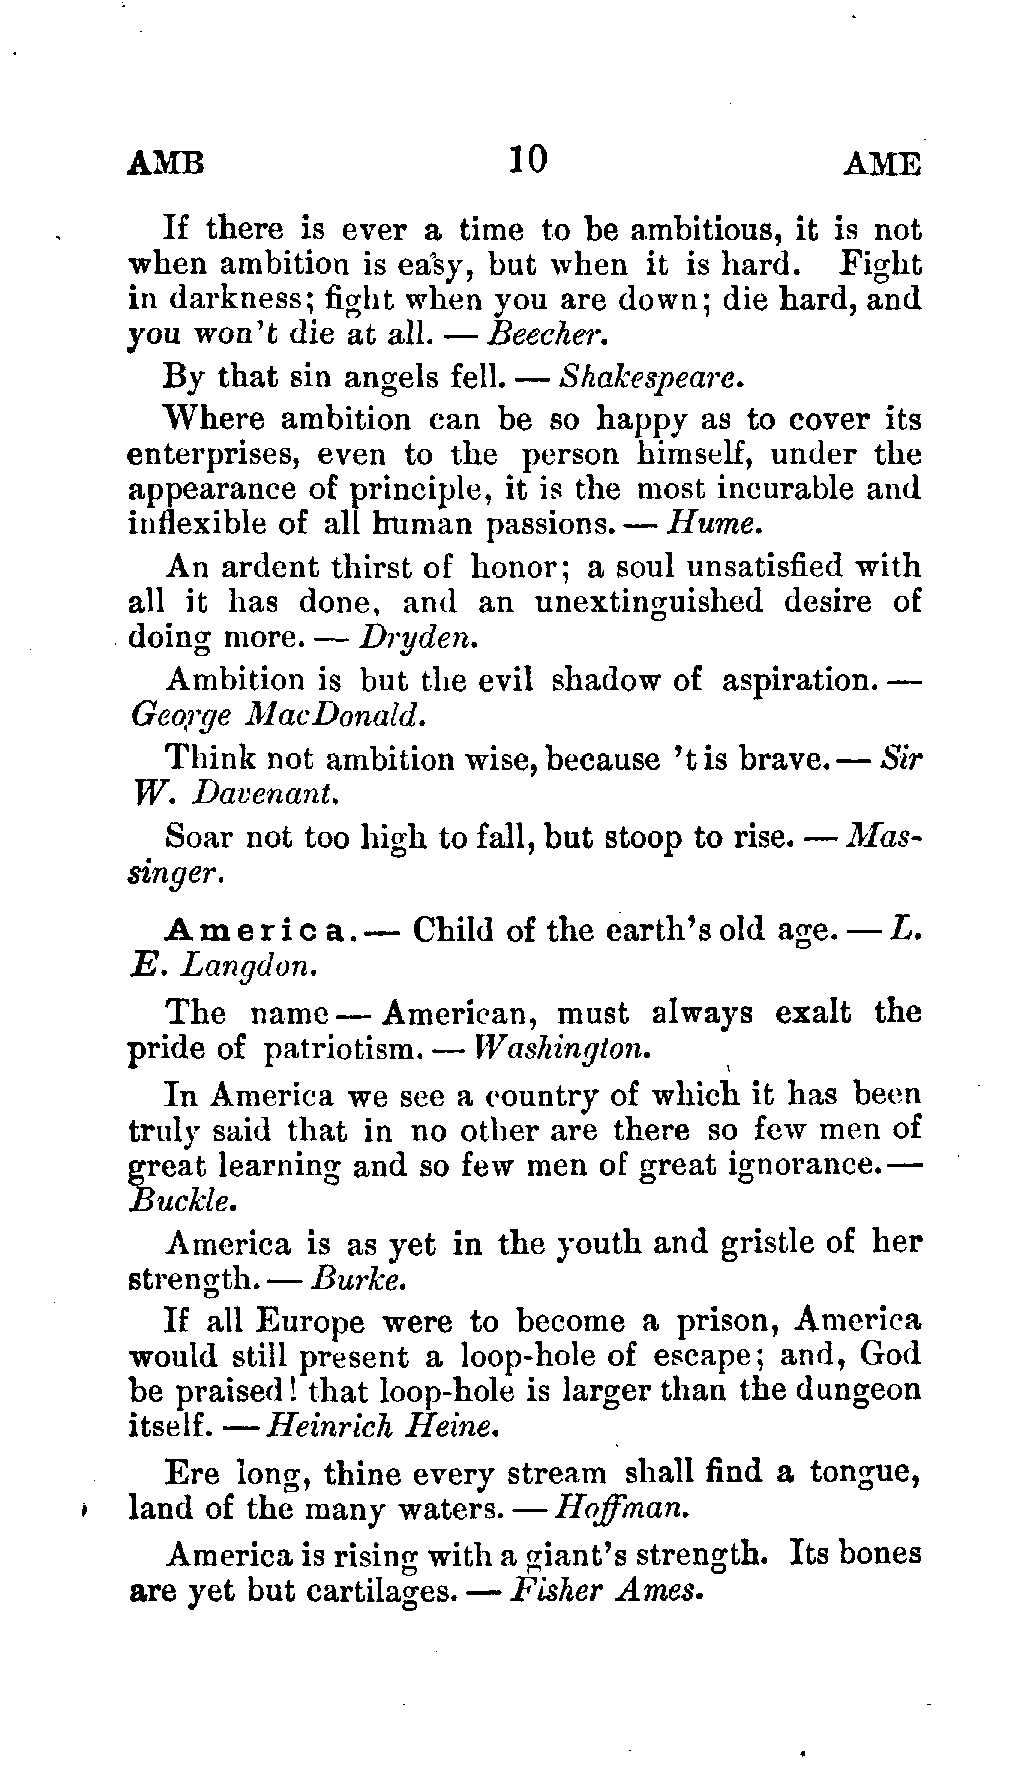 AMB 10 AME
If there is ever a time to be ambitious, it is not
when ambition is easy, but when it is hard. Fight
in darkness; fight when you are down; die hard, and
you won't die at all. — Beecher.
By that sin angels fell. — Shakespeare.
Where ambition can be so happy as to cover its
enterprises, even to the person himself, under the
appearance of principle, it is the most incurable and
inflexible of all human passions. — Hume.
An ardent thirst of honor; a soul unsatisfied with
all it has done, and an unextinguished desire of
doing more. — Dryden.
Ambition is but the evil shadow of aspiration. —
George MacDonald.
Think not ambition wise, because 't is brave. — Sir
W. Davenant.
Soar not too high to fall, but stoop to rise. — Mas-
singer.
America. — Child of the earth's old age. — L.
E. Langdon.
The name — American, must always exalt the
pride of patriotism. — Washington.
In America we see a country of which it has been
truly said that in no other are there so few men of
great learning and so few men of great ignorance. —
Buckle.
America is as yet in the youth and gristle of her
strength. — Burke.
If all Europe were to become a prison, America
would still present a loop-hole of escape; and, God
be praised! that loop-hole is larger than the dungeon
itself. — Heinrich Heine.
Ere long, thine every stream shall find a tongue,
land of the many waters. — Hoffman.
America is rising with a giant's strength. Its bones
are yet but cartilages. — Fisher Ames.